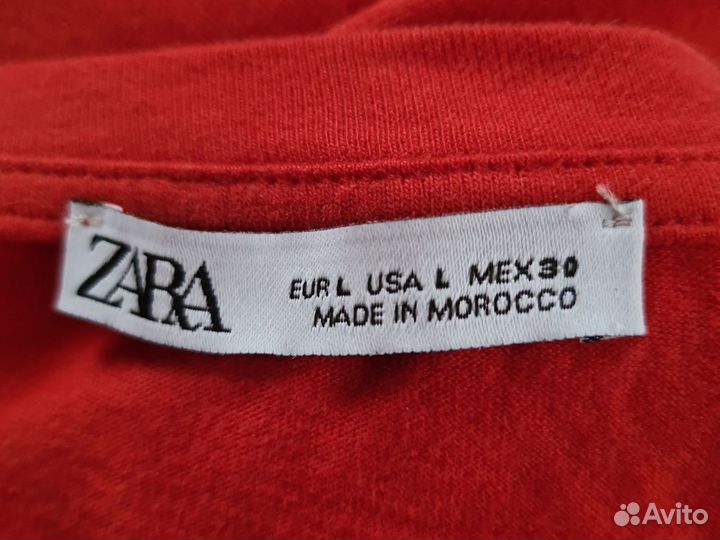 ZARA
EUR L USA L MEX 30
MADE IN MOROCCO
Avito